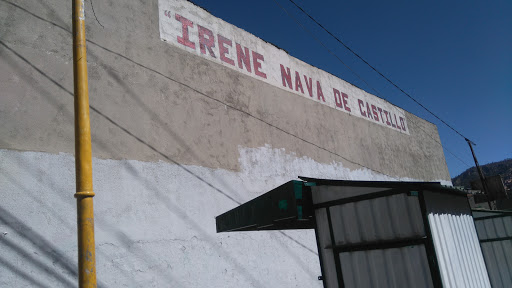 "IRENE NAVA DE CASTILLO